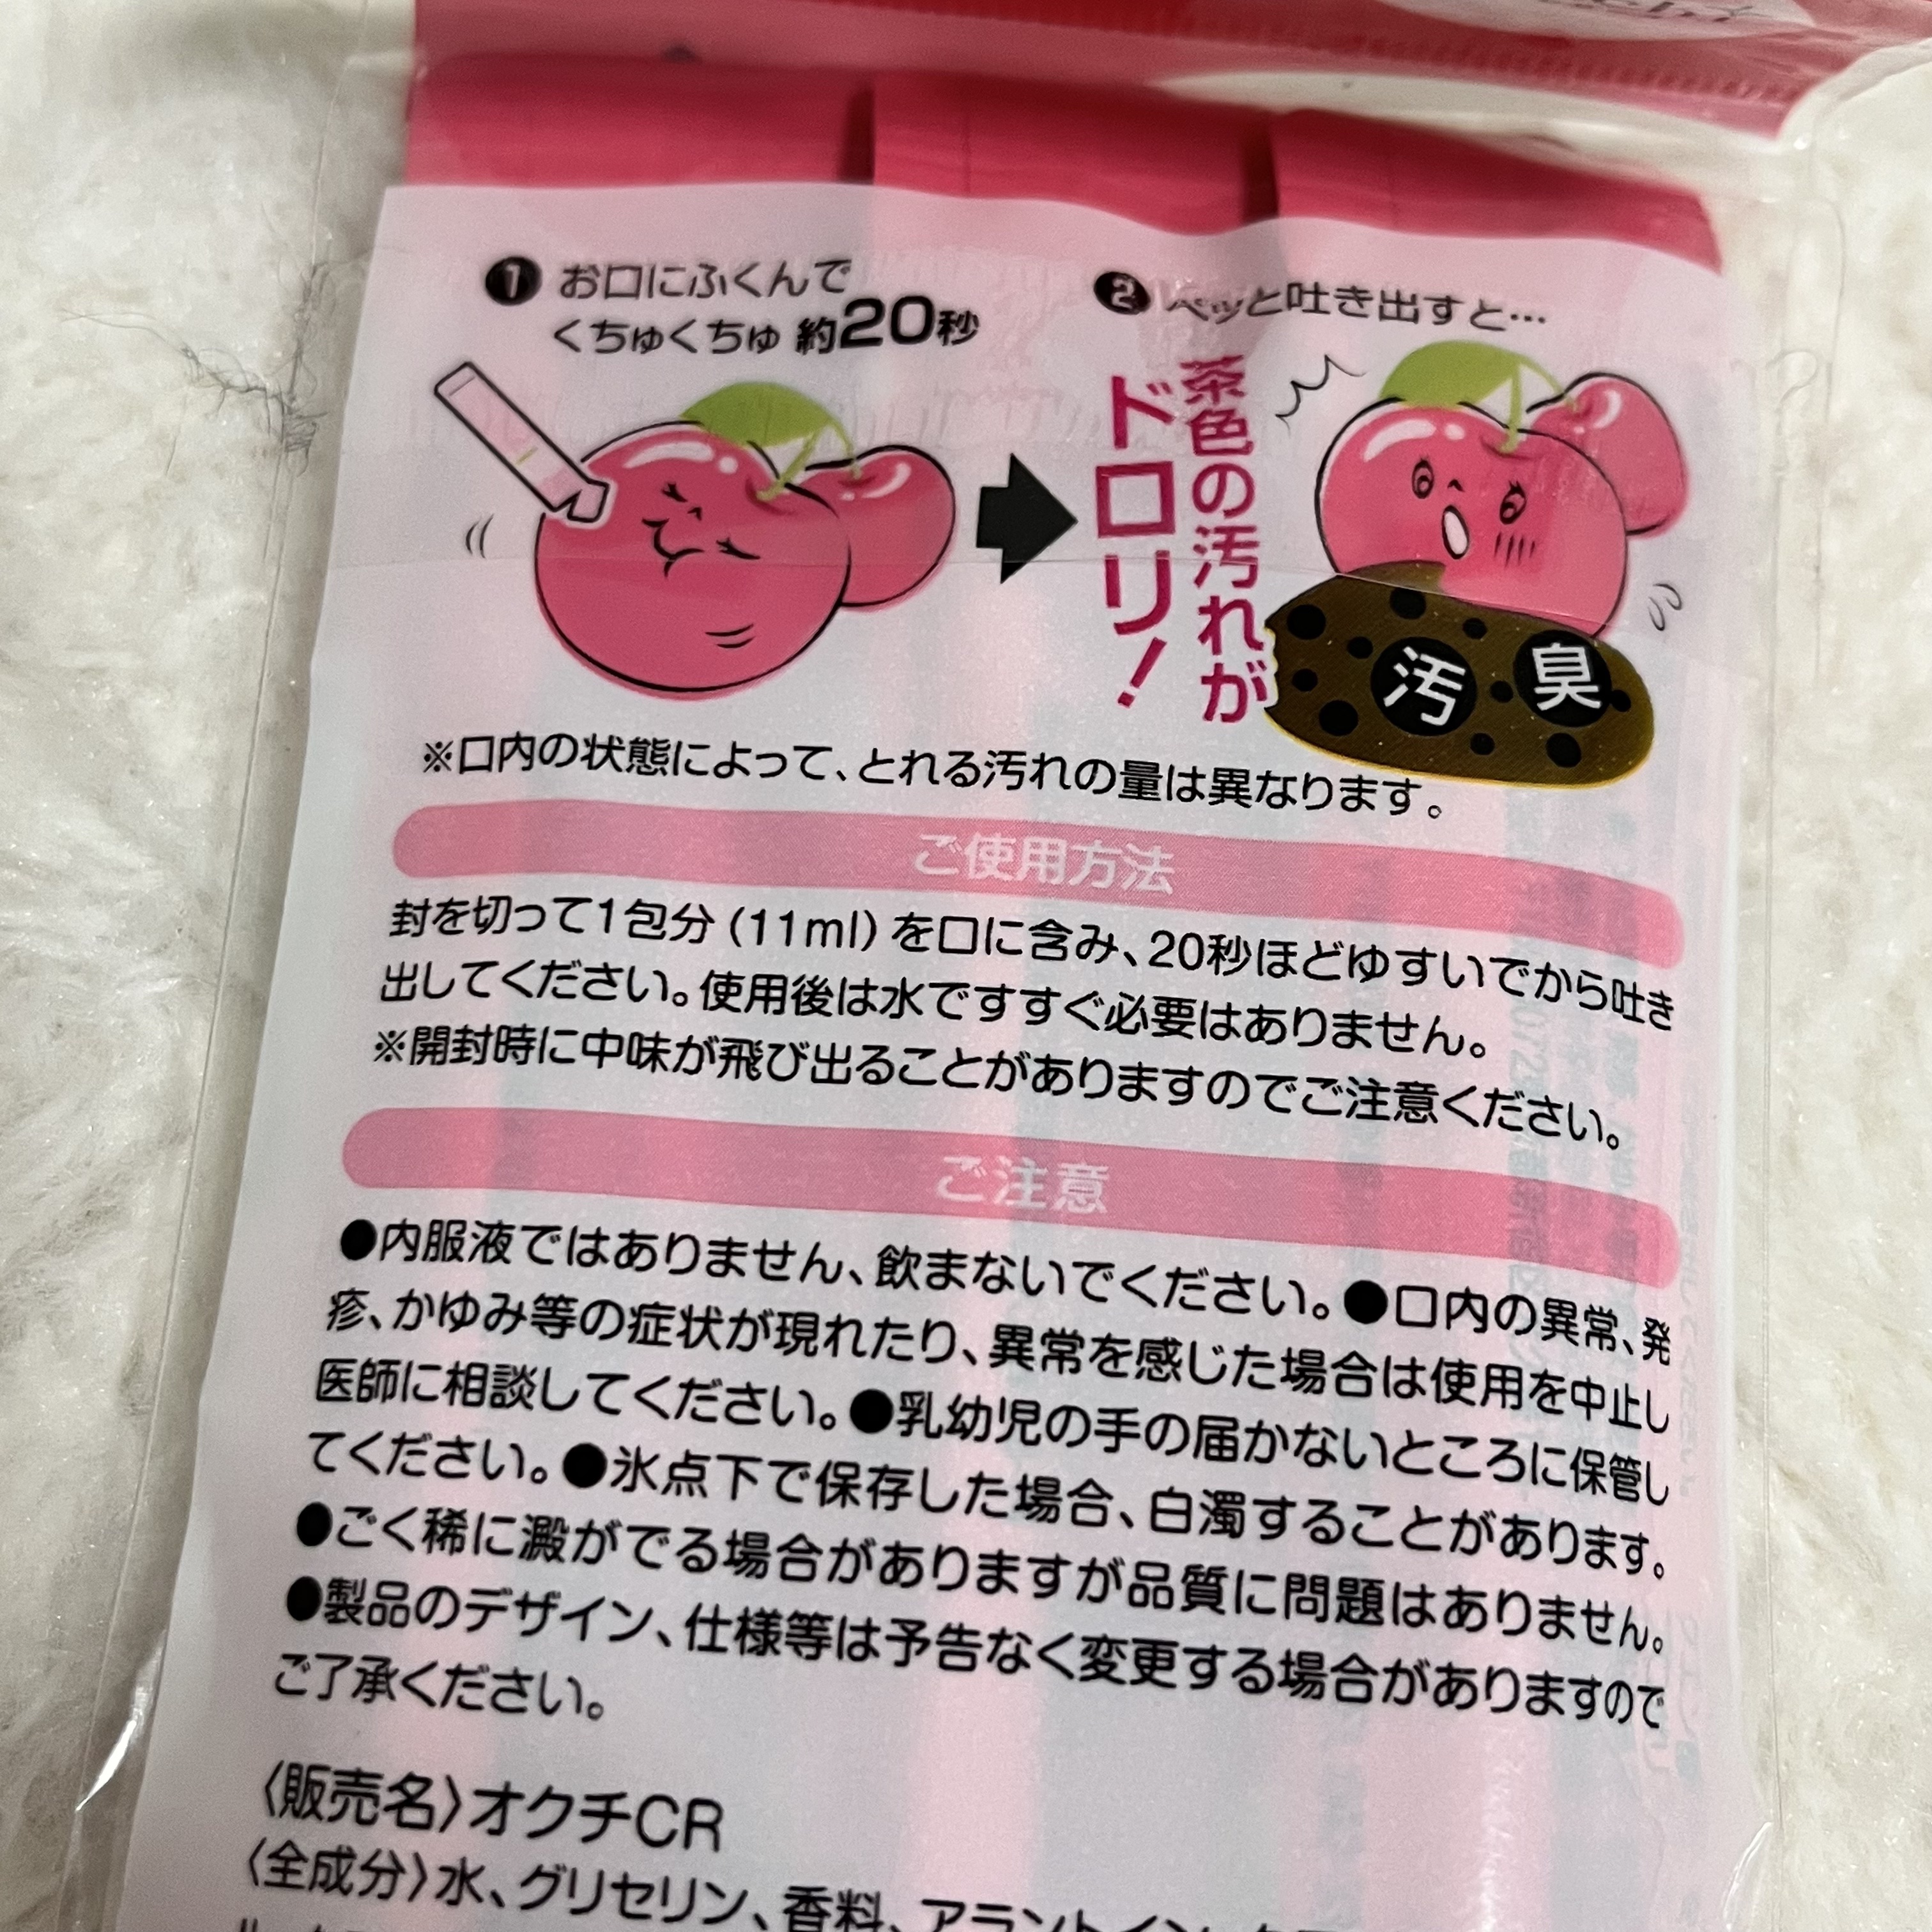 ❶ お口にふくんで
くちゅくちゅ 約20秒
❷ ペッと吐き出すと…
茶色の汚れが
ドロリ!
汚 臭
※口内の状態によって、とれる汚れの量は異なります。
ご使用方法
封を切って1包分(11ml)を口に含み、20秒ほどゆすいでから吐き
出してください。使用後は水ですすぐ必要はありません。
※開封時に中味が飛び出ることがありますのでご注意ください。
ご注意
●内服液ではありません、飲まないでください。●口内の異常、発
疹、かゆみ等の症状が現れたり、異常を感じた場合は使用を中止し
医師に相談してください。●乳幼児の手の届かないところに保管し
てください。●氷点下で保存した場合、白濁することがあります。
●ごく稀に澱がでる場合がありますが品質に問題はありません。
●製品のデザイン、仕様等は予告なく変更する場合がありますので
ご了承ください。
〈販売名〉オクチCR
〈全成分〉水、グリセリン、香料、アラントイン、